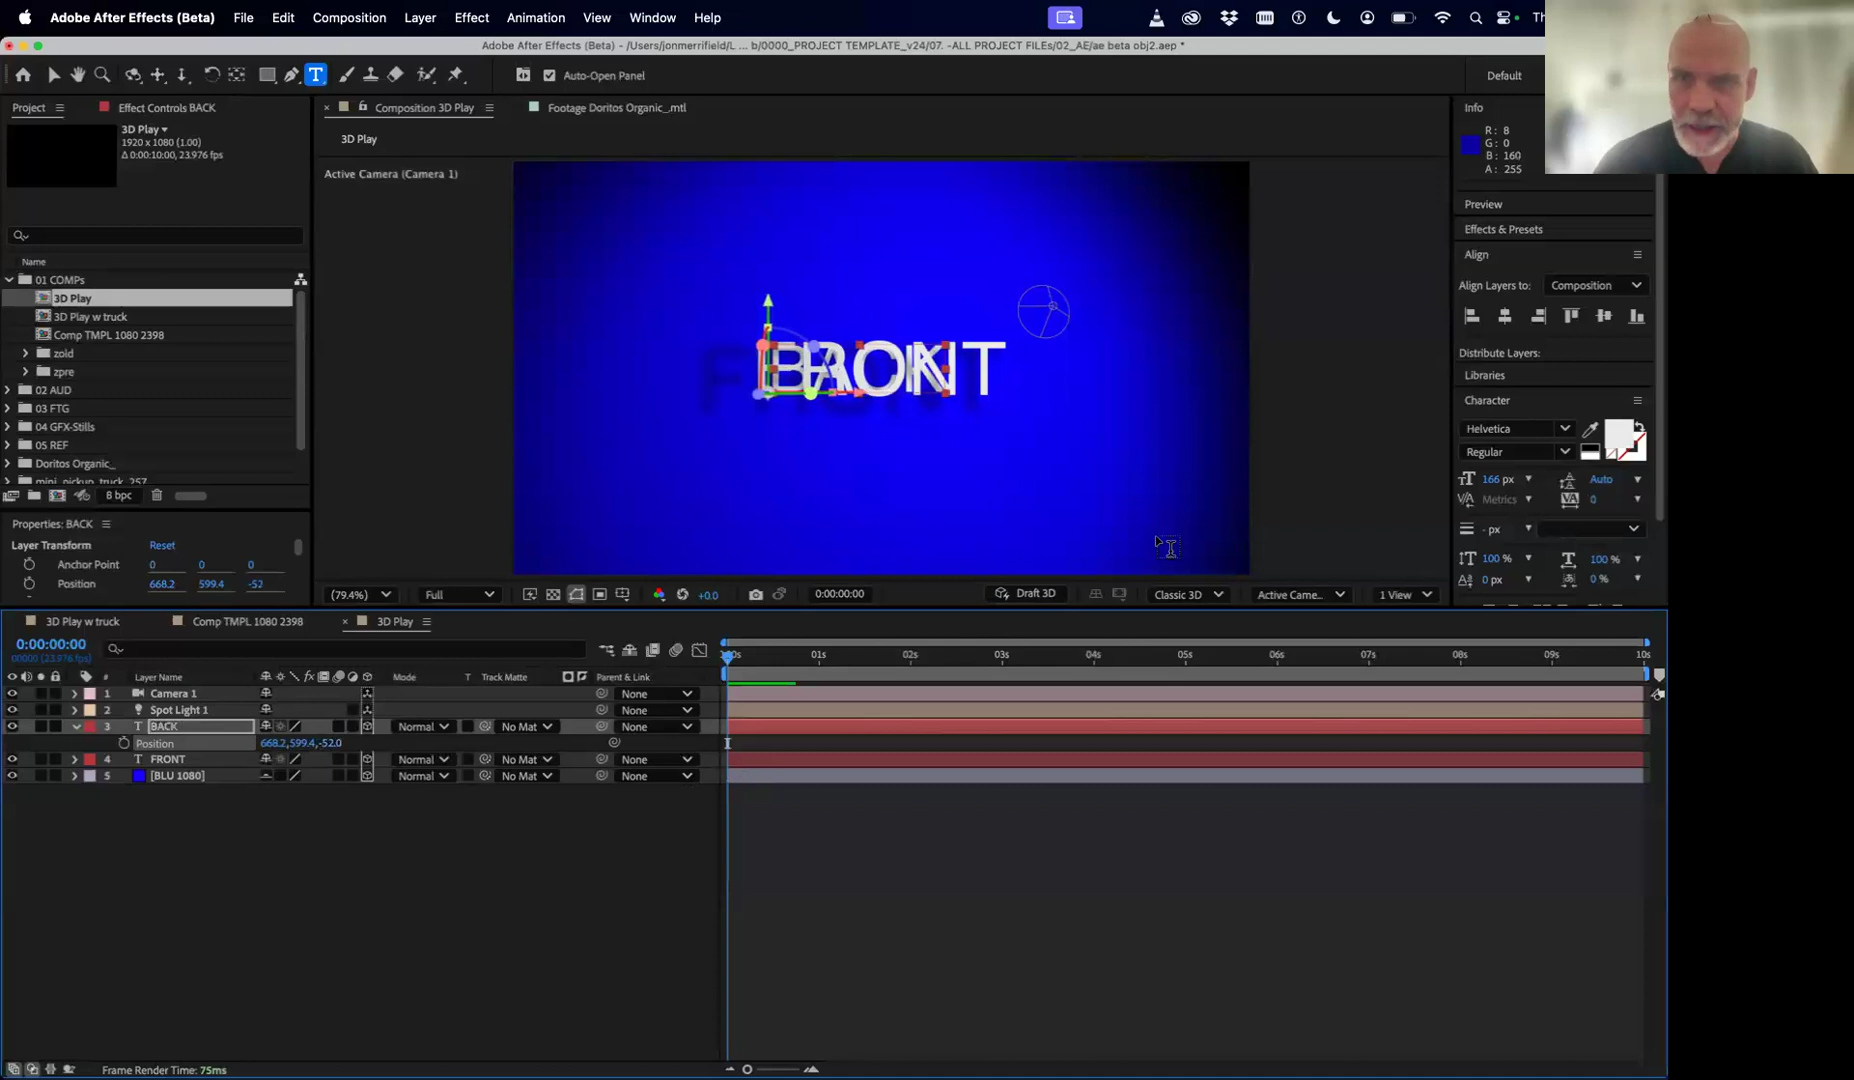 Adobe After Effects (Beta) File Edit Composition Layer Effect Animation View Window Help
Adobe After Effects (Beta) - /Users/jonmerrifield/L ... b/0000_PROJECT TEMPLATE_v24/07. -ALL PROJECT FILEs/02_AE/ae beta obj2.aep *
Auto-Open Panel
Default
Project
Effect Controls BACK
Composition 3D Play
Footage Doritos Organic_.mtl
Info
3D Play
1920 x 1080 (1.00)
Δ 0:00:10:00, 23.976 fps
3D Play
R: 8
G: 0
B: 160
A: 255
Active Camera (Camera 1)
Preview
Effects & Presets
Align
Align Layers to: Composition
Distribute Layers:
Libraries
Character
Helvetica
Regular
166 px
Auto
Metrics
0
- px
100 %
100 %
0 px
0 %
Name
01 COMPs
3D Play
3D Play w truck
Comp TMPL 1080 2398
zold
zpre
02 AUD
03 FTG
04 GFX-Stills
05 REF
Doritos Organic_
mini_pickup_truck_257
8 bpc
FRONT
BACK
Properties: BACK
Layer Transform Reset
Anchor Point 0 0 0
Position 668.2 599.4 -52
(79.4%) Full +0.0 0:00:00:00 Draft 3D Classic 3D Active Came... 1 View
3D Play w truck Comp TMPL 1080 2398 3D Play
0:00:00:00
00000 (23.976 fps)
01s 02s 03s 04s 05s 06s 07s 08s 09s 10s
# Layer Name Mode T Track Matte Parent & Link
1 Camera 1 None
2 Spot Light 1 None
3 BACK Normal No Mat None
Position 668.2,599.4,-52.0
4 FRONT Normal No Mat None
5 [BLU 1080] Normal No Mat None
Frame Render Time: 75ms